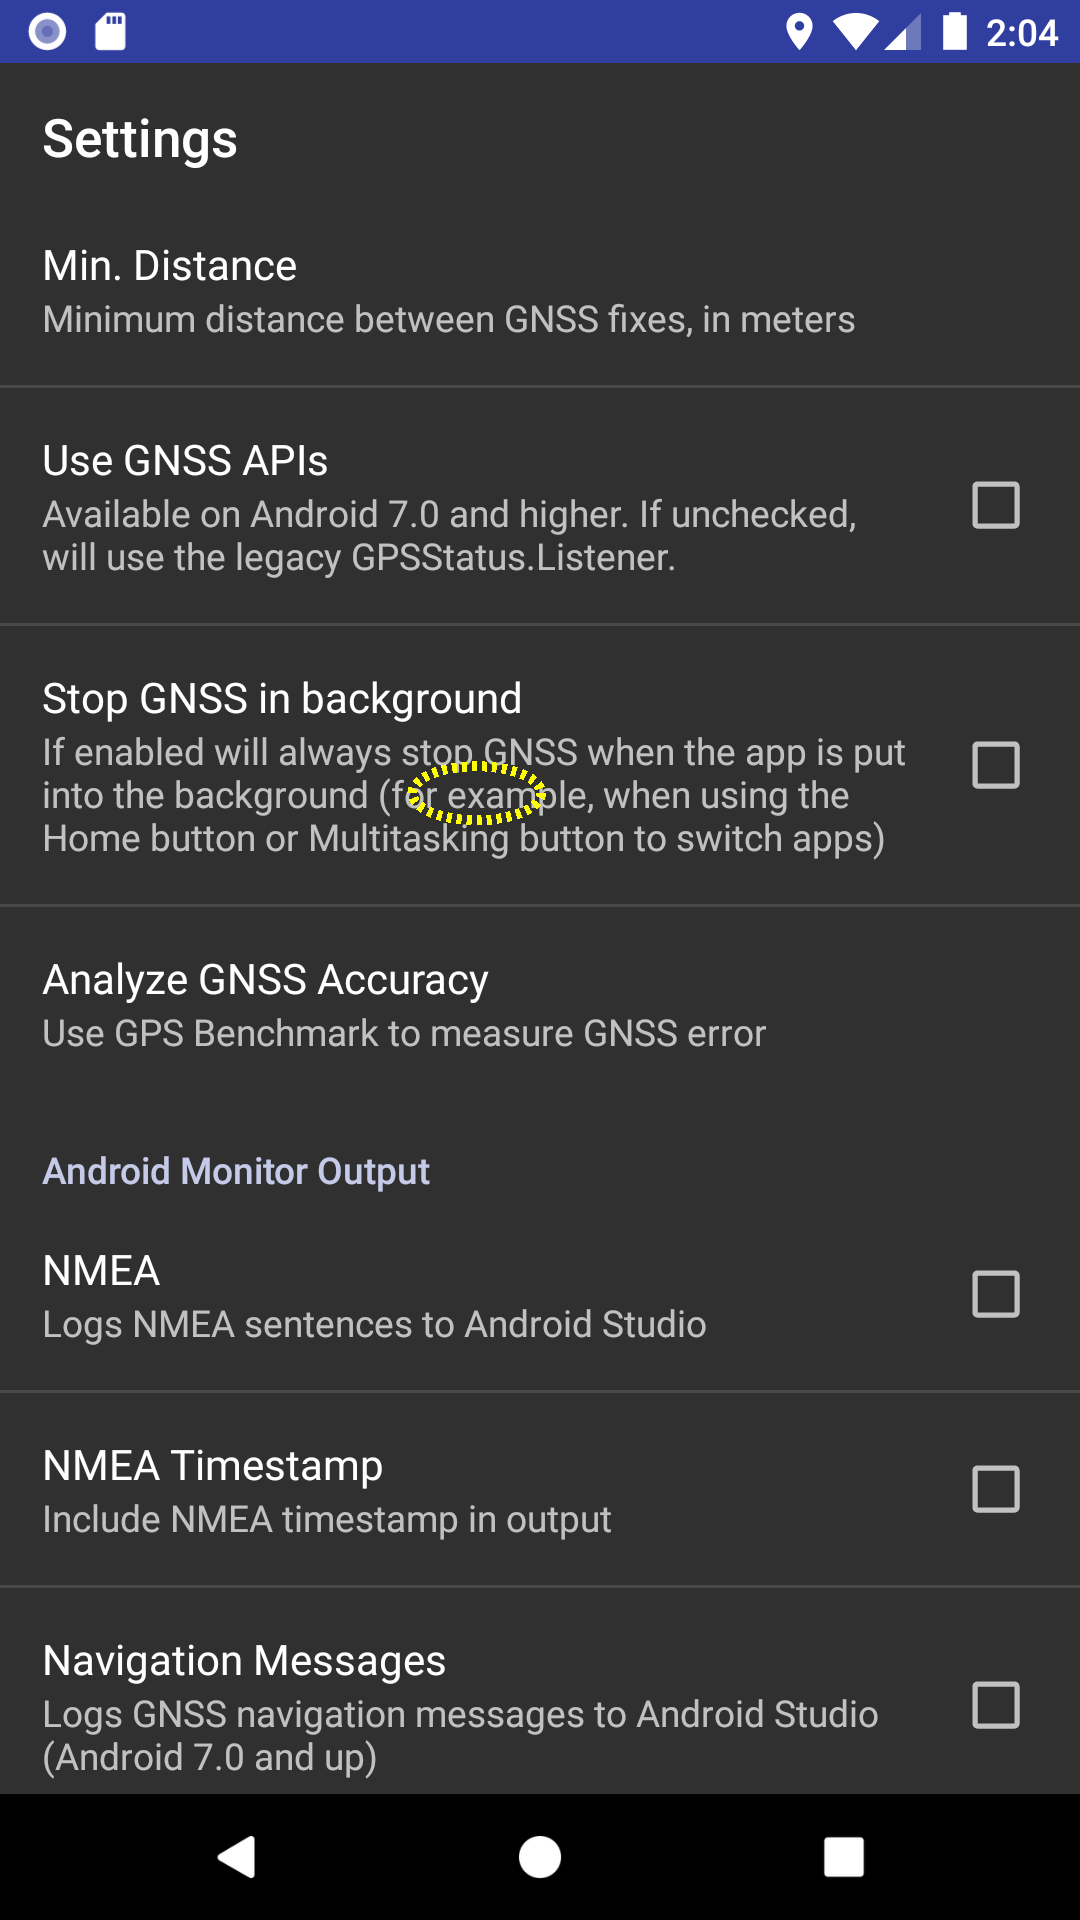 2:04
Settings
Min. Distance
Minimum distance between GNSS fixes, in meters
Use GNSS APIs
Available on Android 7.0 and higher. If unchecked,
will use the legacy GPSStatus.Listener.
Stop GNSS in background
If enabled will always stop GNSS when the app is put
into the background (for example, when using the
Home button or Multitasking button to switch apps)
Analyze GNSS Accuracy
Use GPS Benchmark to measure GNSS error
Android Monitor Output
NMEA
Logs NMEA sentences to Android Studio
NMEA Timestamp
Include NMEA timestamp in output
Navigation Messages
Logs GNSS navigation messages to Android Studio
(Android 7.0 and up)